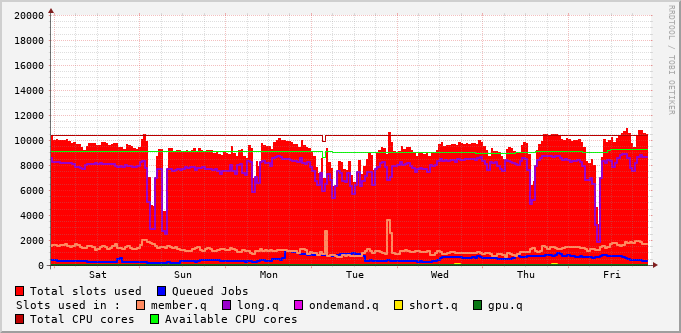 20000
18000
16000
14000
12000
10000
8000
6000
4000
2000
0
Sat Sun Mon Tue Wed Thu Fri
Total slots used Queued Jobs
Slots used in : member.q long.q ondemand.q short.q gpu.q
Total CPU cores Available CPU cores
RRDTOOL / TOBI OETIKER